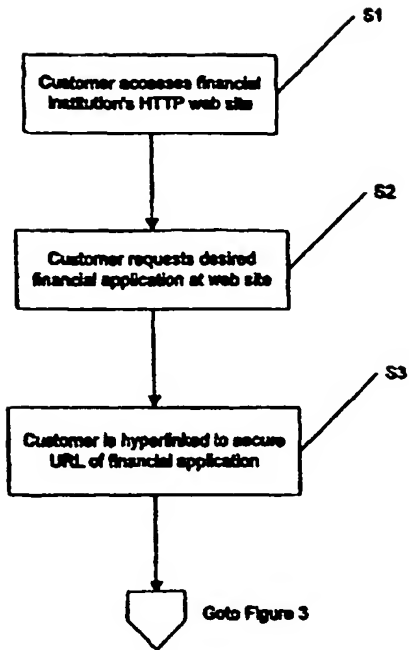 S1
Customer accesses financial
institution's HTTP web site
S2
Customer requests desired
financial application at web site
S3
Customer is hyperlinked to secure
URL of financial application
Goto Figure 3